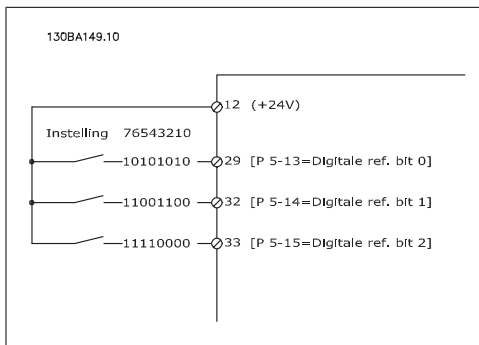 130BA149.10
12 (+24V)
Instelling 76543210
10101010 29 [P 5-13=Digitale ref. bit 0]
11001100 32 [P 5-14=Digitale ref. bit 1]
11110000 33 [P 5-15=Digitale ref. bit 2]